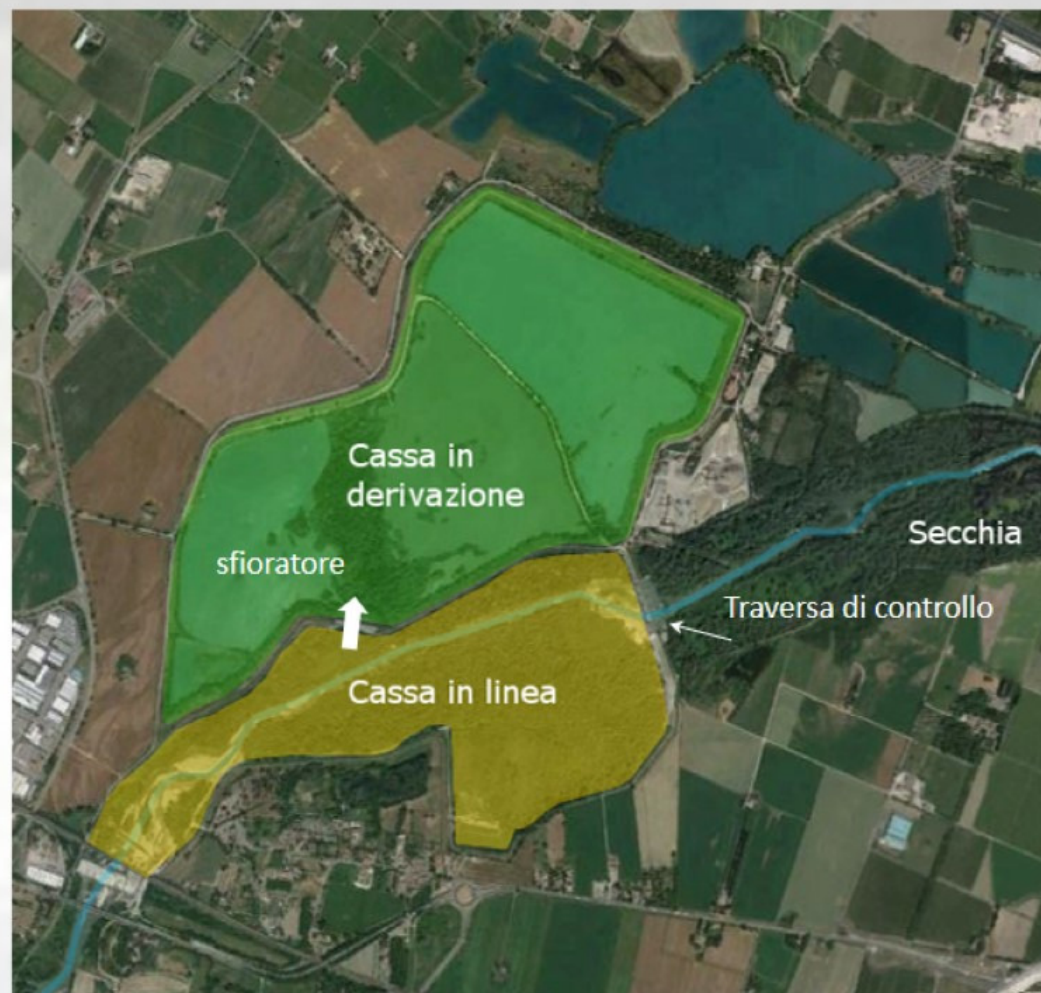 Cassa in
derivazione
sfioratore
Secchia
Traversa di controllo
Cassa in linea